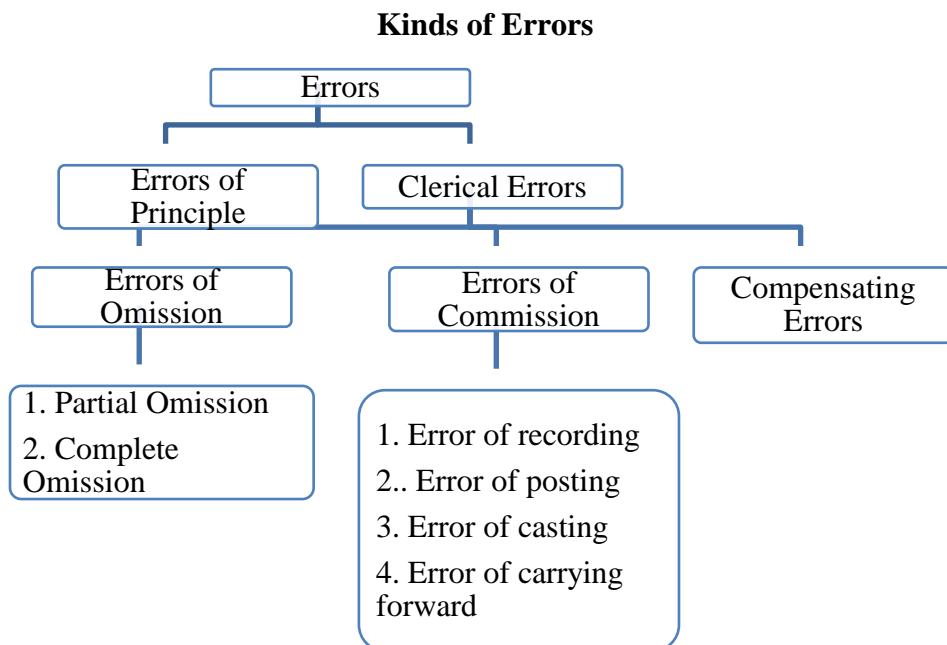 Kinds of Errors
Errors
Errors of
Principle
Clerical Errors
Errors of
Omission
Errors of
Commission
Compensating
Errors
1. Partial Omission
2. Complete
Omission
1. Error of recording
2.. Error of posting
3. Error of casting
4. Error of carrying
forward